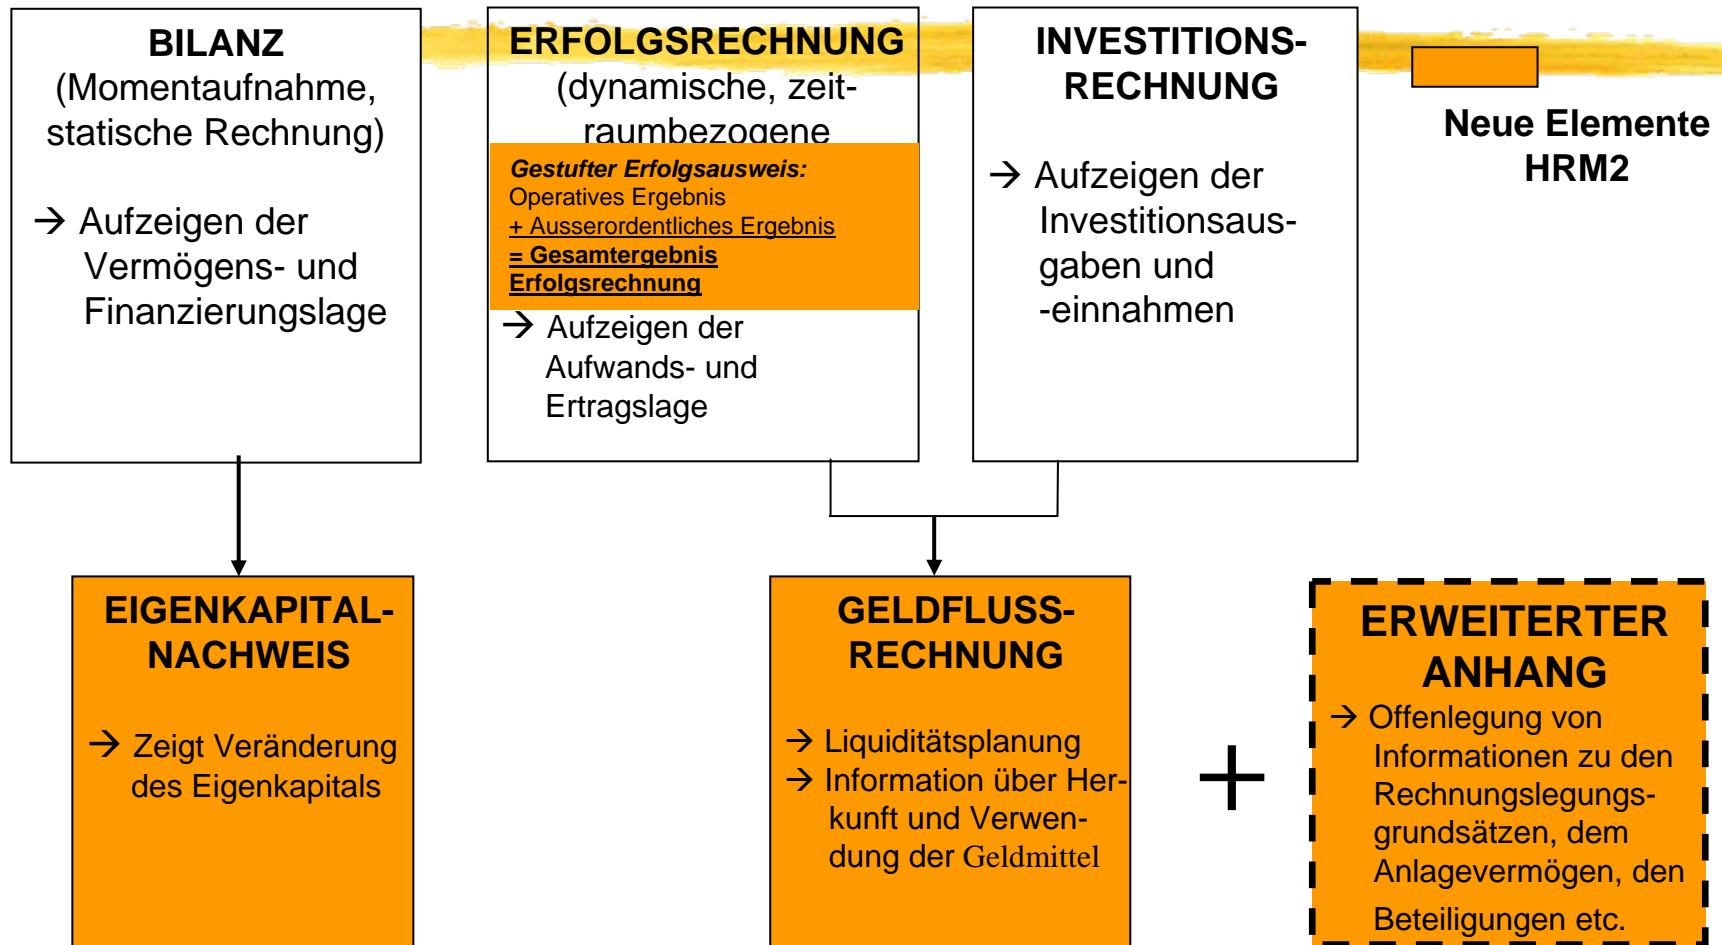 BILANZ
(Momentaufnahme,
statische Rechnung)
→ Aufzeigen der
Vermögens- und
Finanzierungslage
ERFOLGSRECHNUNG
(dynamische, zeit-
raumbezogene
Gestufter Erfolgsausweis:
Operatives Ergebnis
+ Ausserordentliches Ergebnis
= Gesamtergebnis
Erfolgsrechnung
→ Aufzeigen der
Aufwands- und
Ertragslage
INVESTITIONS-
RECHNUNG
→ Aufzeigen der
Investitionsaus-
gaben und
-einnahmen
Neue Elemente
HRM2
EIGENKAPITAL-
NACHWEIS
→ Zeigt Veränderung
des Eigenkapitals
GELDFLUSS-
RECHNUNG
→ Liquiditätsplanung
→ Information über Her-
kunft und Verwen-
dung der Geldmittel
+
ERWEITERTER
ANHANG
→ Offenlegung von
Informationen zu den
Rechnungslegungs-
grundsätzen, dem
Anlagevermögen, den
Beteiligungen etc.